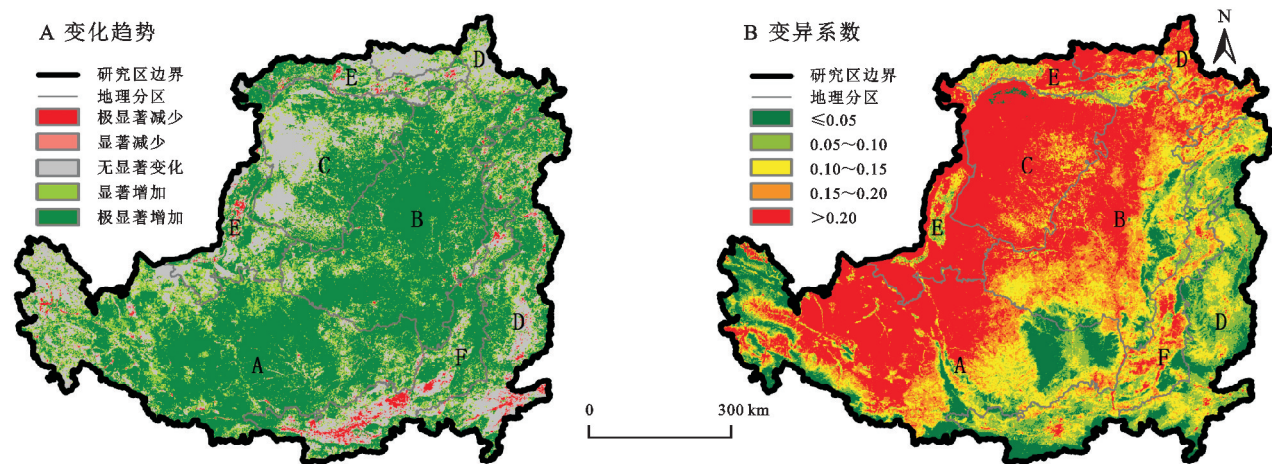 A 变化趋势
研究区边界
地理分区
极显著减少
显著减少
无显著变化
显著增加
极显著增加
D
E
C
B
E
D
A
F
0
300 km
B 变异系数
研究区边界
地理分区
≤0.05
0.05～0.10
0.10～0.15
0.15～0.20
＞0.20
N
D
E
C
B
E
D
A
F